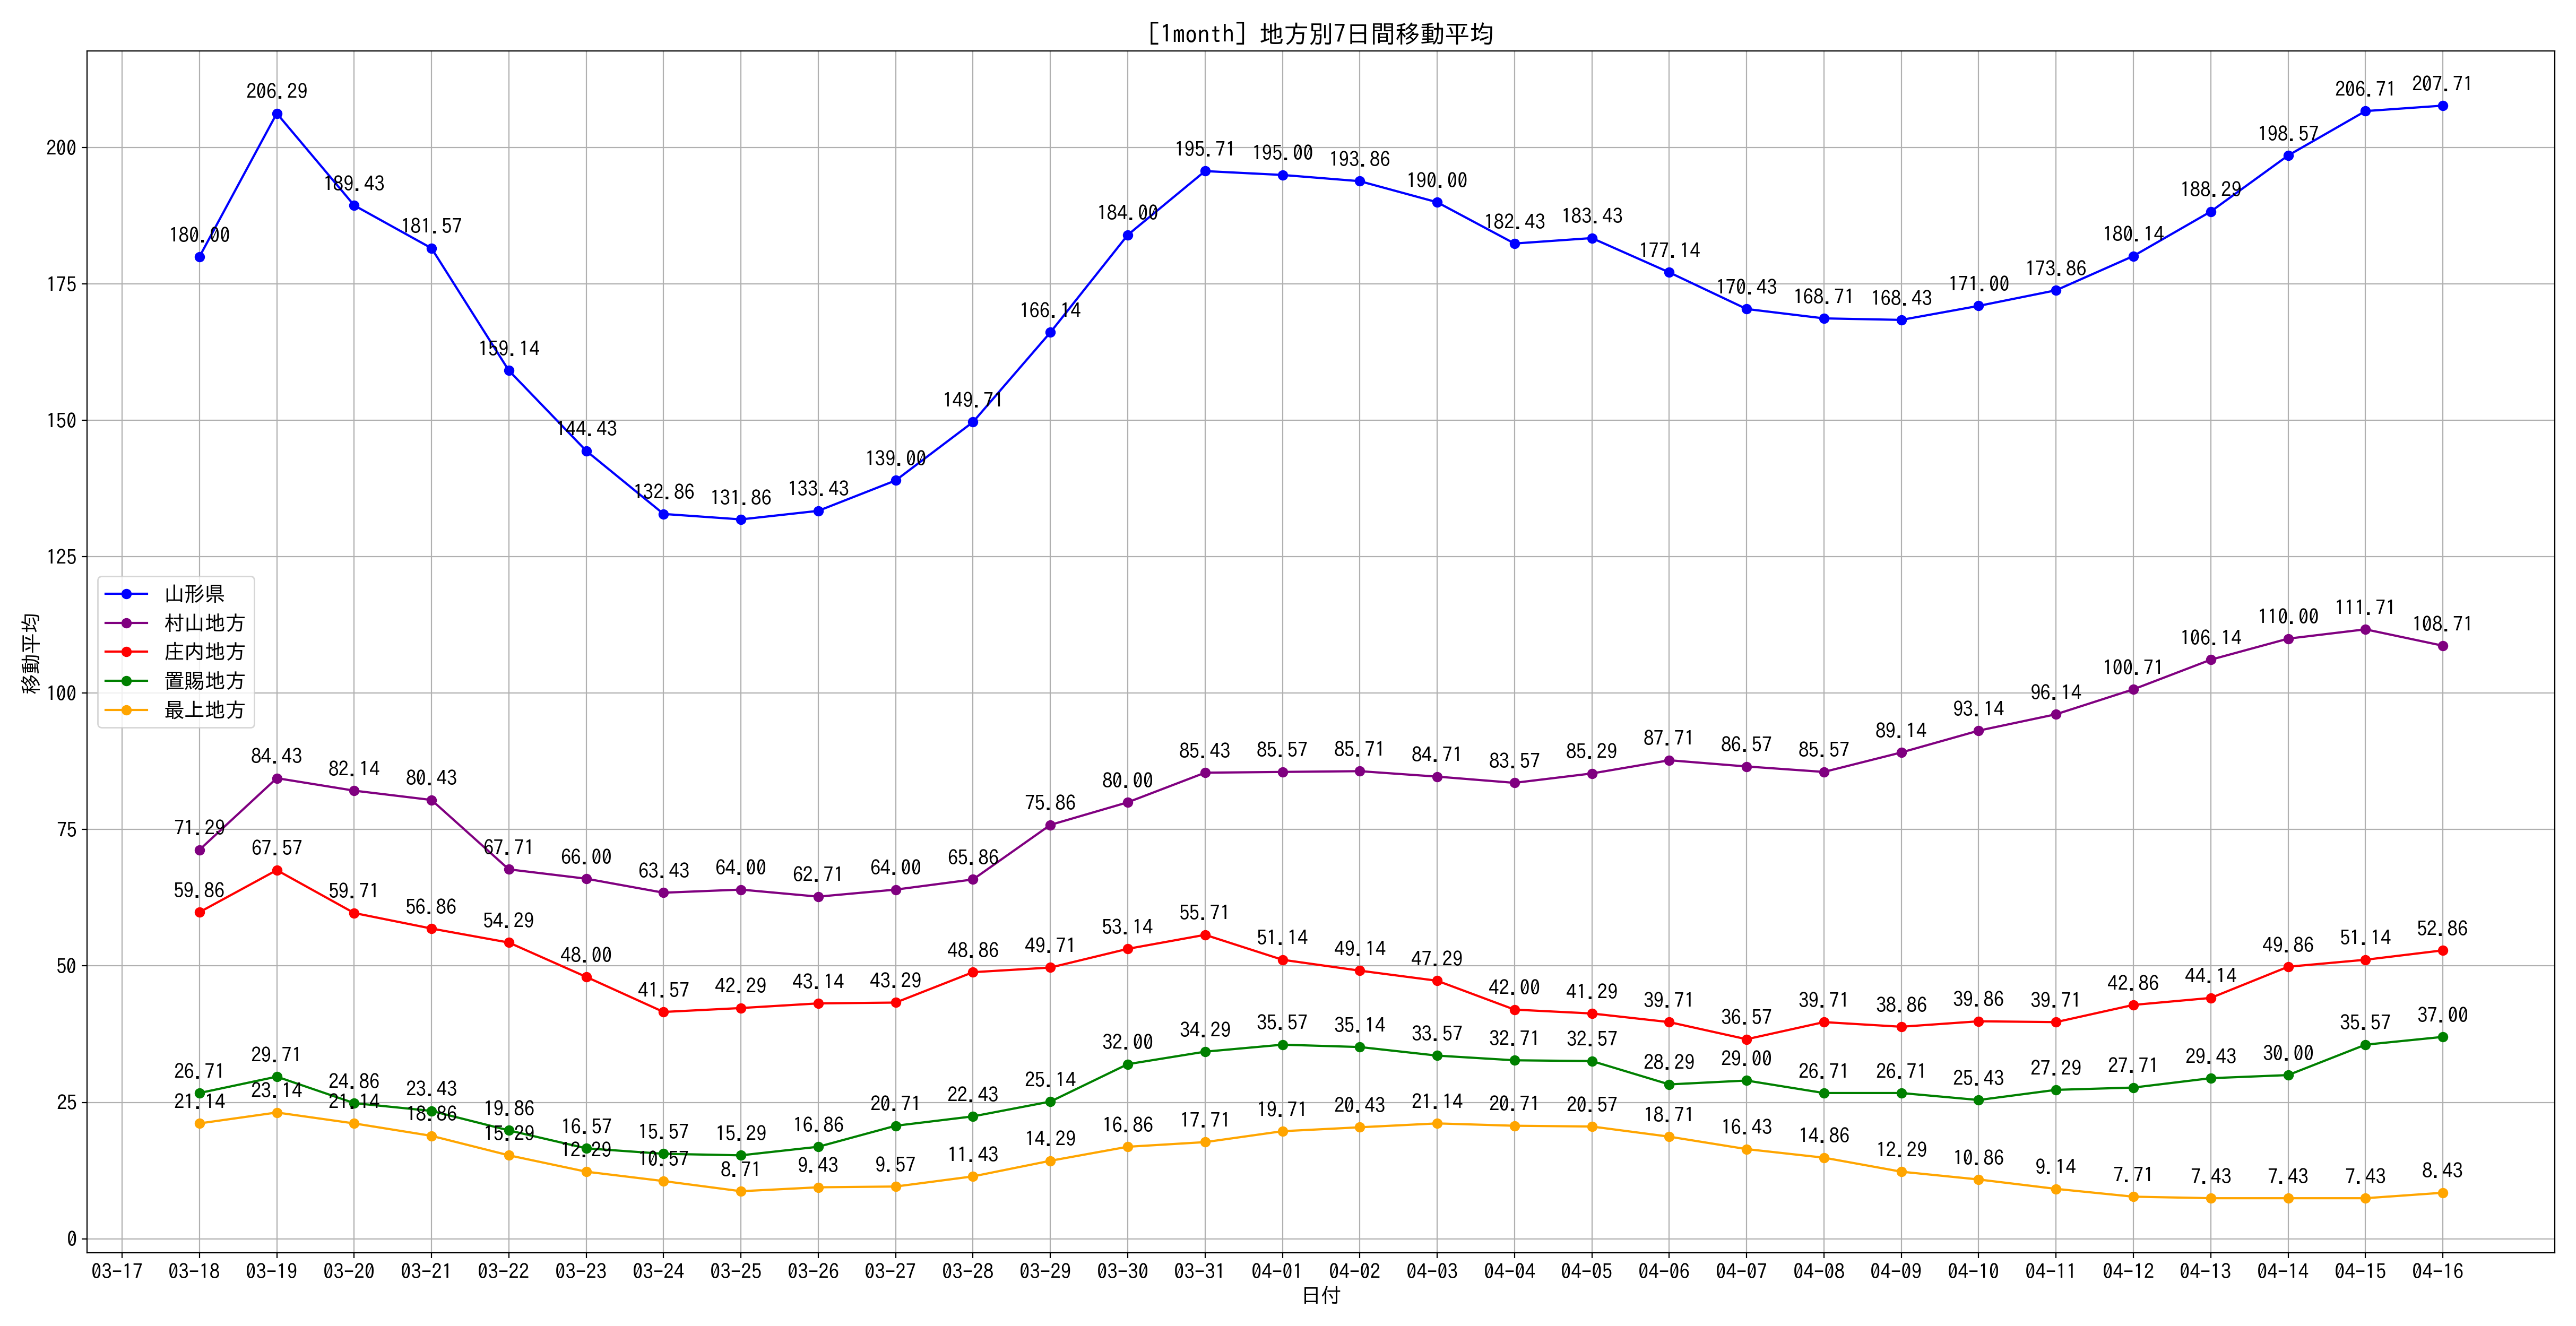 [1month] 地方別7日間移動平均
移動平均
200
175
150
125
100
75
50
25
0
山形県
村山地方
庄内地方
置賜地方
最上地方
180.00 206.29 189.43 181.57 159.14 144.43 132.86 131.86 133.43 139.00 149.71 166.14 184.00 195.71 195.00 193.86 190.00 182.43 183.43 177.14 170.43 168.71 168.43 171.00 173.86 180.14 188.29 198.57 206.71 207.71
71.29 84.43 82.14 80.43 67.71 66.00 63.43 64.00 62.71 64.00 65.86 75.86 80.00 85.43 85.57 85.71 84.71 83.57 85.29 87.71 86.57 85.57 89.14 93.14 96.14 100.71 106.14 110.00 111.71 108.71
59.86 67.57 59.71 56.86 54.29 48.00 41.57 42.29 43.14 43.29 48.86 49.71 53.14 55.71 51.14 49.14 47.29 42.00 41.29 39.71 36.57 39.71 38.86 39.86 39.71 42.86 44.14 49.86 51.14 52.86
26.71 29.71 24.86 23.43 19.86 16.57 15.57 15.29 16.86 20.71 22.43 25.14 32.00 34.29 35.57 35.14 33.57 32.71 32.57 28.29 29.00 26.71 26.71 25.43 27.29 27.71 29.43 30.00 35.57 37.00
21.14 23.14 21.14 18.86 15.29 12.29 10.57 8.71 9.43 9.57 11.43 14.29 16.86 17.71 19.71 20.43 21.14 20.71 20.57 18.71 16.43 14.86 12.29 10.86 9.14 7.71 7.43 7.43 7.43 8.43
03-17 03-18 03-19 03-20 03-21 03-22 03-23 03-24 03-25 03-26 03-27 03-28 03-29 03-30 03-31 04-01 04-02 04-03 04-04 04-05 04-06 04-07 04-08 04-09 04-10 04-11 04-12 04-13 04-14 04-15 04-16
日付